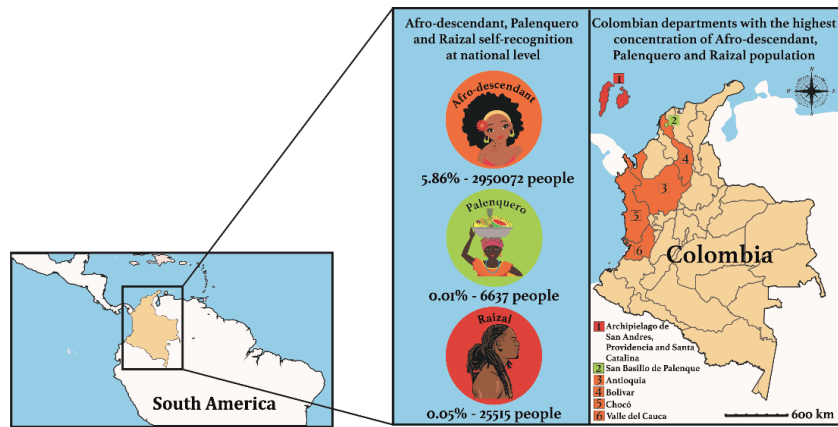 Afro-descendant, Palenquero
and Raizal self-recognition
at national level
Afro-descendant
5.86% - 2950072 people
Palenquero
0.01% - 6637 people
Raizal
0.05% - 25515 people
Colombian departments with the highest
concentration of Afro-descendant,
Palenquero and Raizal population
1
N
W E
S
2
4
3
5
6
Colombia
1 Archipielago de
San Andres,
Providencia and Santa
Catalina
2 San Basilio de Palenque
3 Antioquia
4 Bolivar
5 Chocó
6 Valle del Cauca
600 km
South America